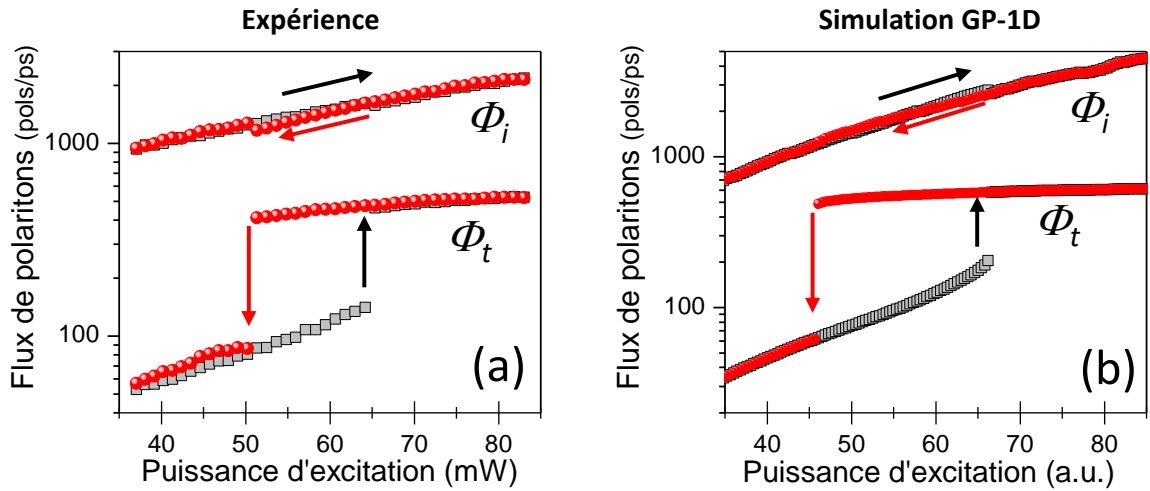 Expérience
Flux de polaritons (pols/ps)
1000
100
Φi
Φt
(a)
40 50 60 70 80
Puissance d'excitation (mW)
Simulation GP-1D
Flux de polaritons (pols/ps)
1000
100
Φi
Φt
(b)
40 50 60 70 80
Puissance d'excitation (a.u.)